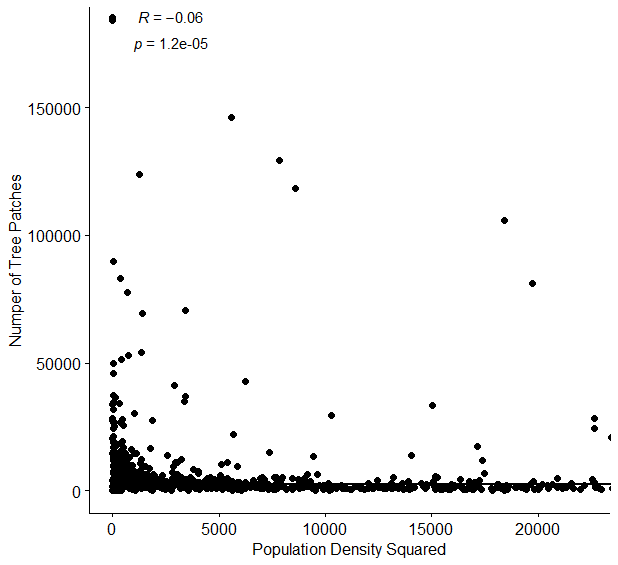 R = −0.06
p = 1.2e-05
150000
100000
50000
0
Numper of Tree Patches
0 5000 10000 15000 20000
Population Density Squared